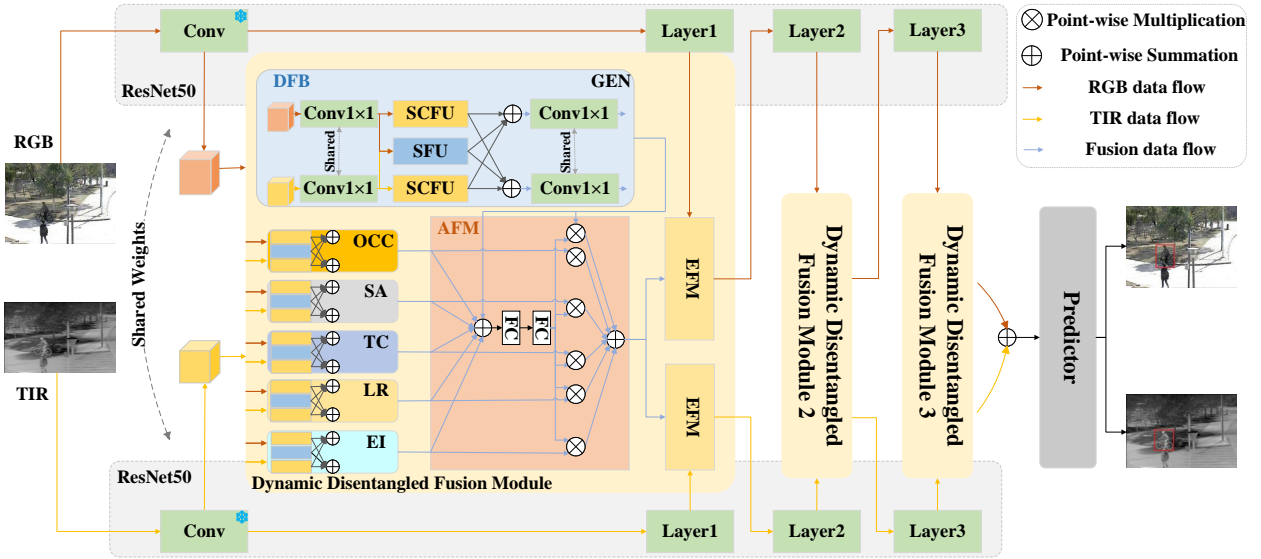 Conv
Layer1
Layer2
Layer3
ResNet50
Point-wise Multiplication
Point-wise Summation
RGB data flow
TIR data flow
Fusion data flow
RGB
TIR
Shared Weights
DFB
GEN
Conv1×1
SCFU
Conv1×1
Shared
SFU
Shared
Conv1×1
SCFU
Conv1×1
OCC
SA
TC
LR
EI
AFM
FC
FC
EFM
EFM
Dynamic Disentangled Fusion Module
Dynamic Disentangled
Fusion Module 2
Dynamic Disentangled
Fusion Module 3
Predictor
ResNet50
Conv
Layer1
Layer2
Layer3